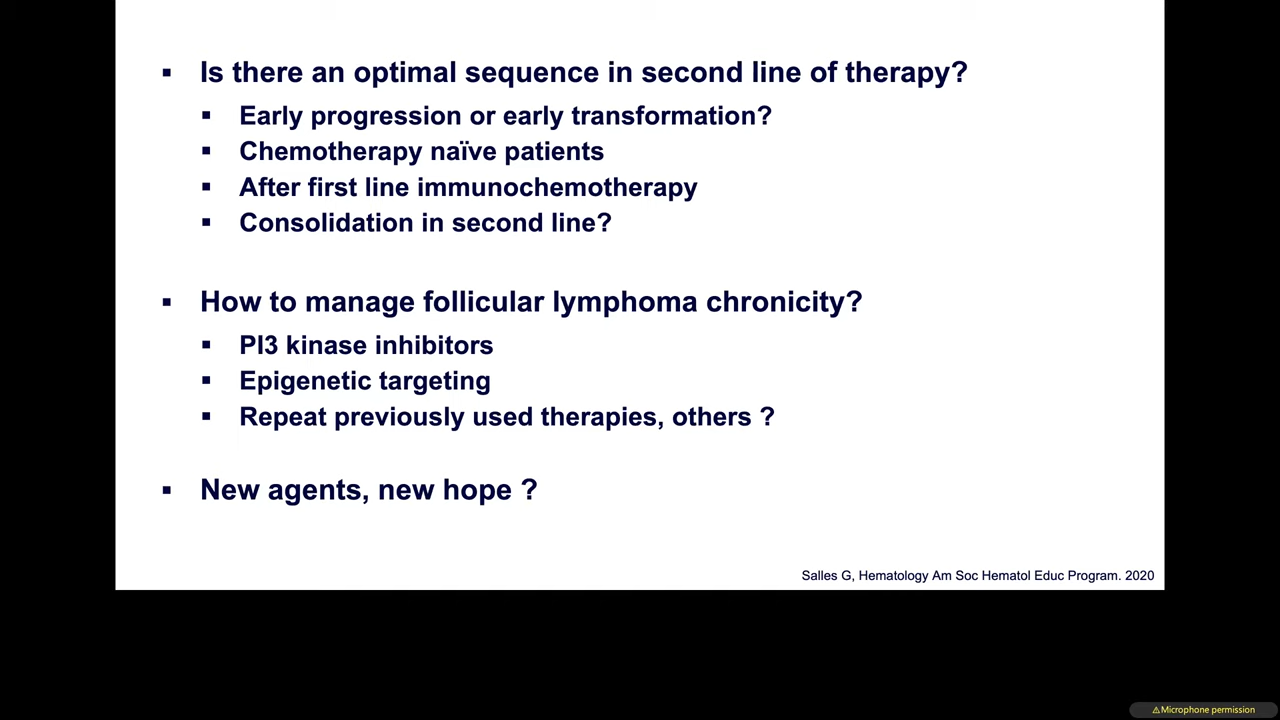 ▪ Is there an optimal sequence in second line of therapy?
▪ Early progression or early transformation?
▪ Chemotherapy naïve patients
▪ After first line immunochemotherapy
▪ Consolidation in second line?
▪ How to manage follicular lymphoma chronicity?
▪ PI3 kinase inhibitors
▪ Epigenetic targeting
▪ Repeat previously used therapies, others ?
▪ New agents, new hope ?
Salles G, Hematology Am Soc Hematol Educ Program. 2020
⚠Microphone permission